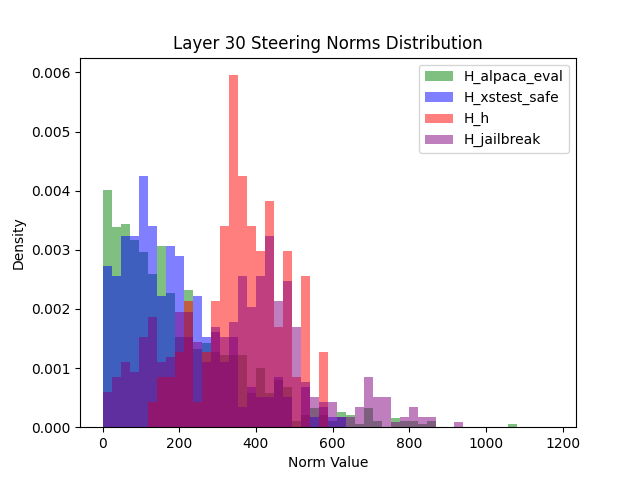 Layer 30 Steering Norms Distribution
H_alpaca_eval
H_xstest_safe
H_h
H_jailbreak
0.006
0.005
0.004
0.003
0.002
0.001
0.000
Density
0
200
400
600
800
1000
1200
Norm Value